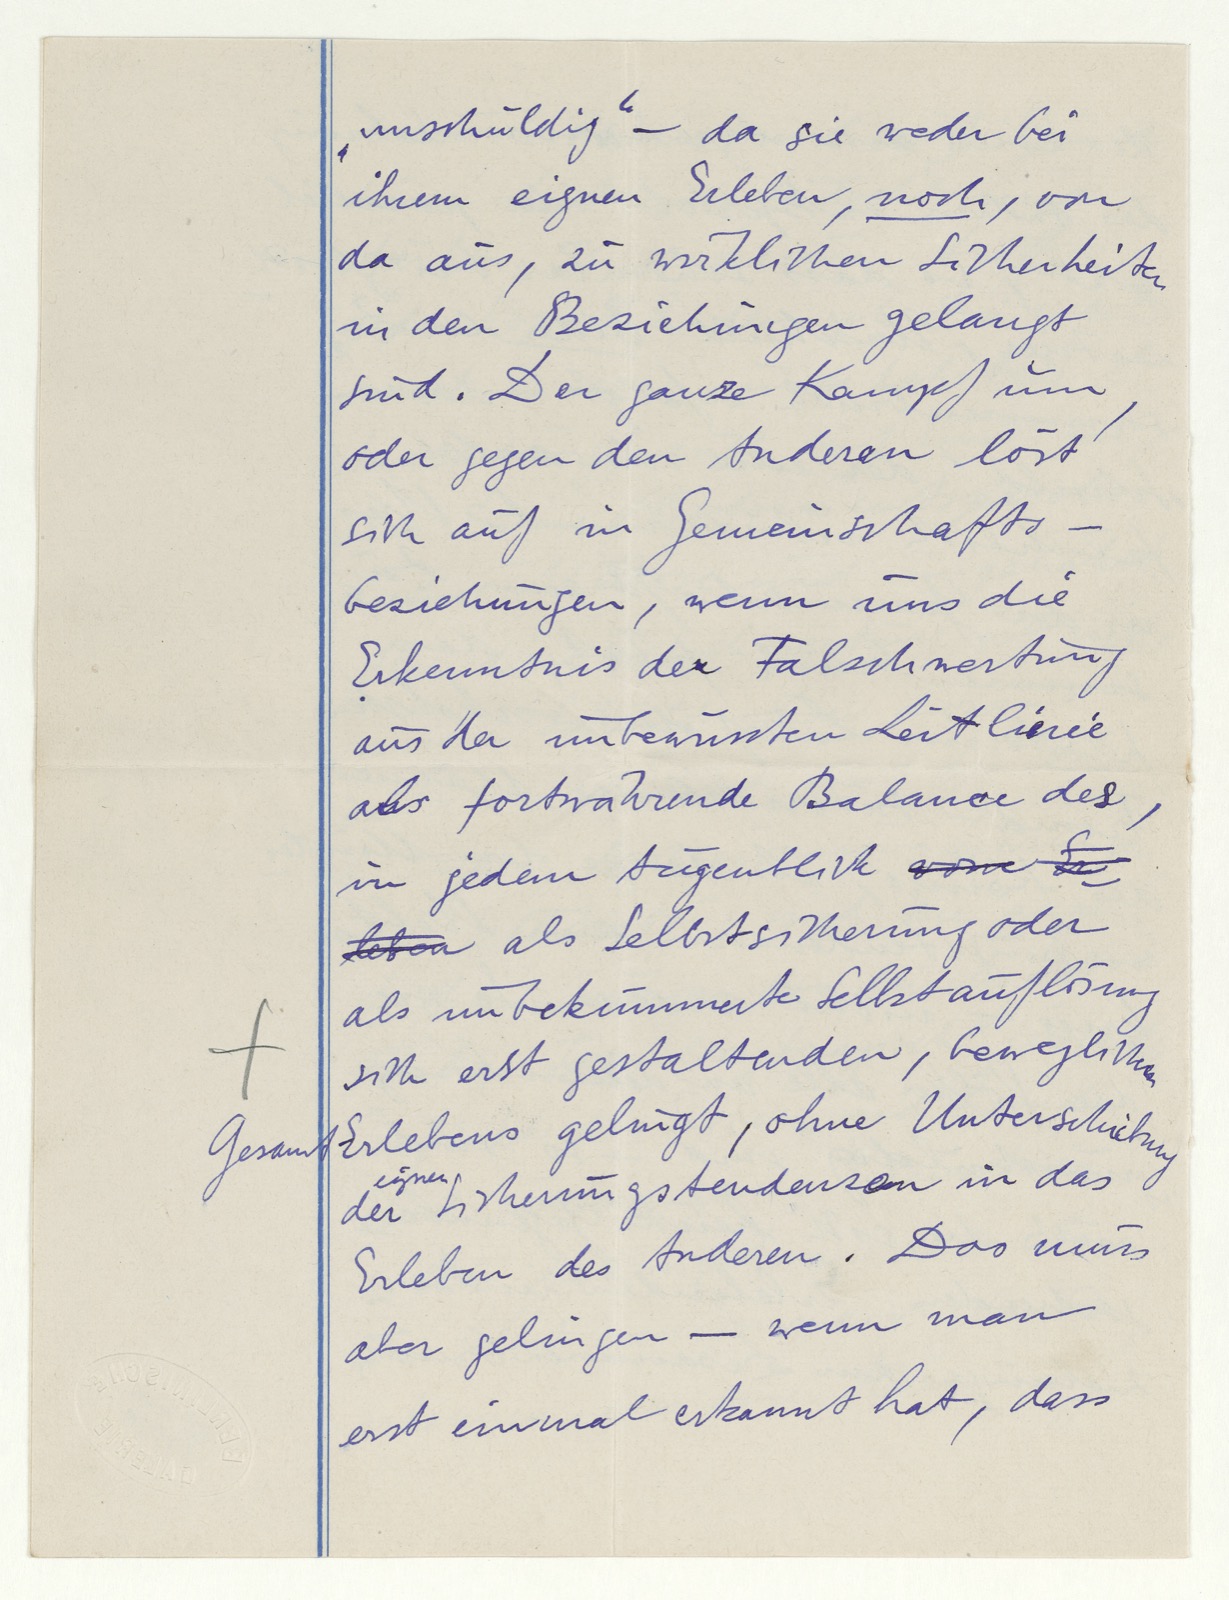 „unschuldig“ – da sie weder bei
ihrem eignen Erleben, noch, von
da aus, zu wirklichen Sicherheiten
in den Beziehungen gelangt
sind. Der ganze Kampf um,
oder gegen den Anderen löst
sich auf in Gemeinschafts –
beziehungen, wenn uns die
Erkenntnis der Falschwertung
aus der unbewussten Leitlinie
als fortwährende Balance des,
in jedem Augenblick vom Er-
leben als Selbstsicherung oder
als unbekümmerte Selbstauflösung
sich erst gestaltenden, beweglichen
Gesamt Erlebens gelingt, ohne Unterschiebung
eignen
der Sicherungstendenzen in das
Erleben des Anderen. Das muss
aber gelingen – wenn man
erst einmal erkannt hat, dass